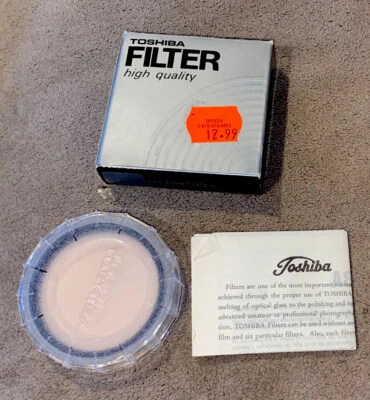 TOSHIBA
FILTER
high quality
12.99
Toshiba
Filters are one of the most important
achieved through the proper use of TOSHIBA
melting of optical glass to the polishing and
advanced amateur to professional photograph
tion, TOSHIBA Filters can be used without
film and six particular filters. Also, each filter